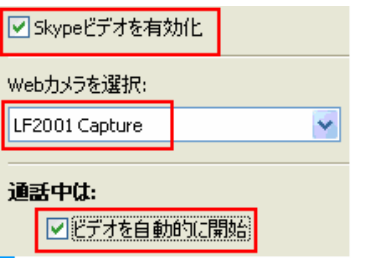 Skypeビデオを有効化
Webカメラを選択:
LF2001 Capture
通話中は:
ビデオを自動的に開始